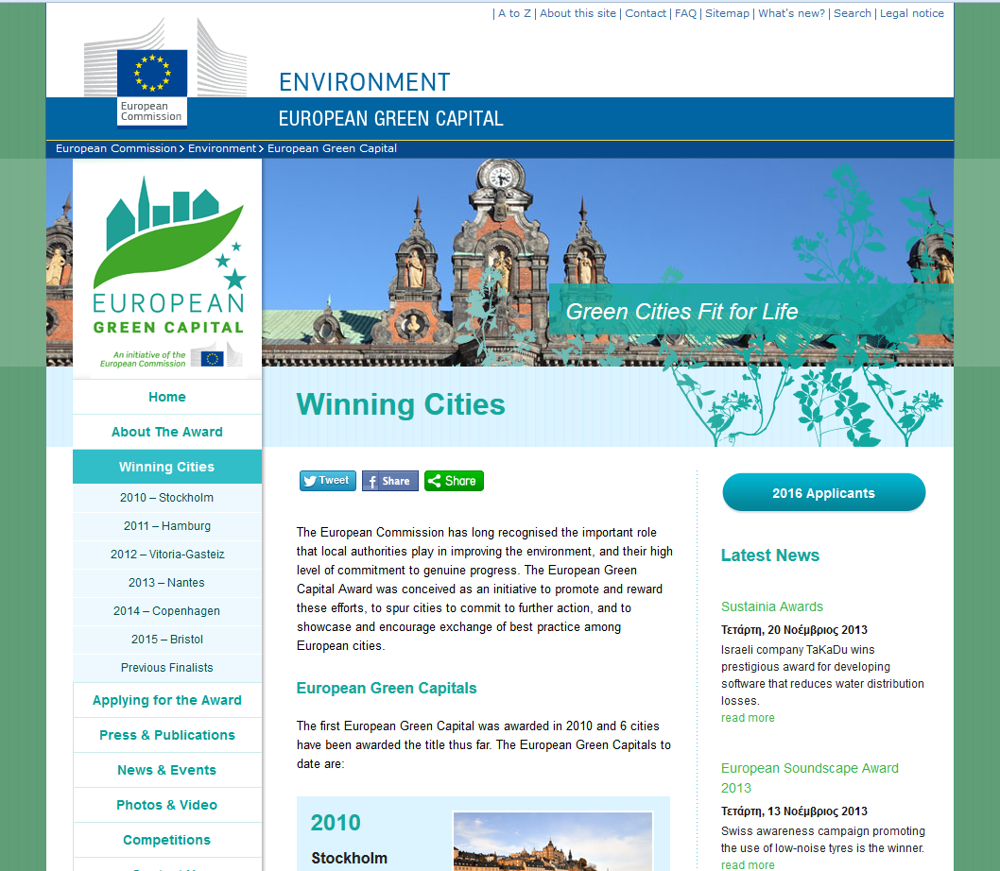 | A to Z | About this site | Contact | FAQ | Sitemap | What's new? | Search | Legal notice
European
Commission
ENVIRONMENT
EUROPEAN GREEN CAPITAL
European Commission > Environment > European Green Capital
EUROPEAN
GREEN CAPITAL
An initiative of the
European Commission
Green Cities Fit for Life
Home
About The Award
Winning Cities
2010 – Stockholm
2011 – Hamburg
2012 – Vitoria-Gasteiz
2013 – Nantes
2014 – Copenhagen
2015 – Bristol
Previous Finalists
Applying for the Award
Press & Publications
News & Events
Photos & Video
Competitions
Winning Cities
Tweet
Share
Share
The European Commission has long recognised the important role
that local authorities play in improving the environment, and their high
level of commitment to genuine progress. The European Green
Capital Award was conceived as an initiative to promote and reward
these efforts, to spur cities to commit to further action, and to
showcase and encourage exchange of best practice among
European cities.
European Green Capitals
The first European Green Capital was awarded in 2010 and 6 cities
have been awarded the title thus far. The European Green Capitals to
date are:
2010
Stockholm
2016 Applicants
Latest News
Sustainia Awards
Τετάρτη, 20 Νοέμβριος 2013
Israeli company TaKaDu wins
prestigious award for developing
software that reduces water distribution
losses.
read more
European Soundscape Award
2013
Τετάρτη, 13 Νοέμβριος 2013
Swiss awareness campaign promoting
the use of low-noise tyres is the winner.
read more